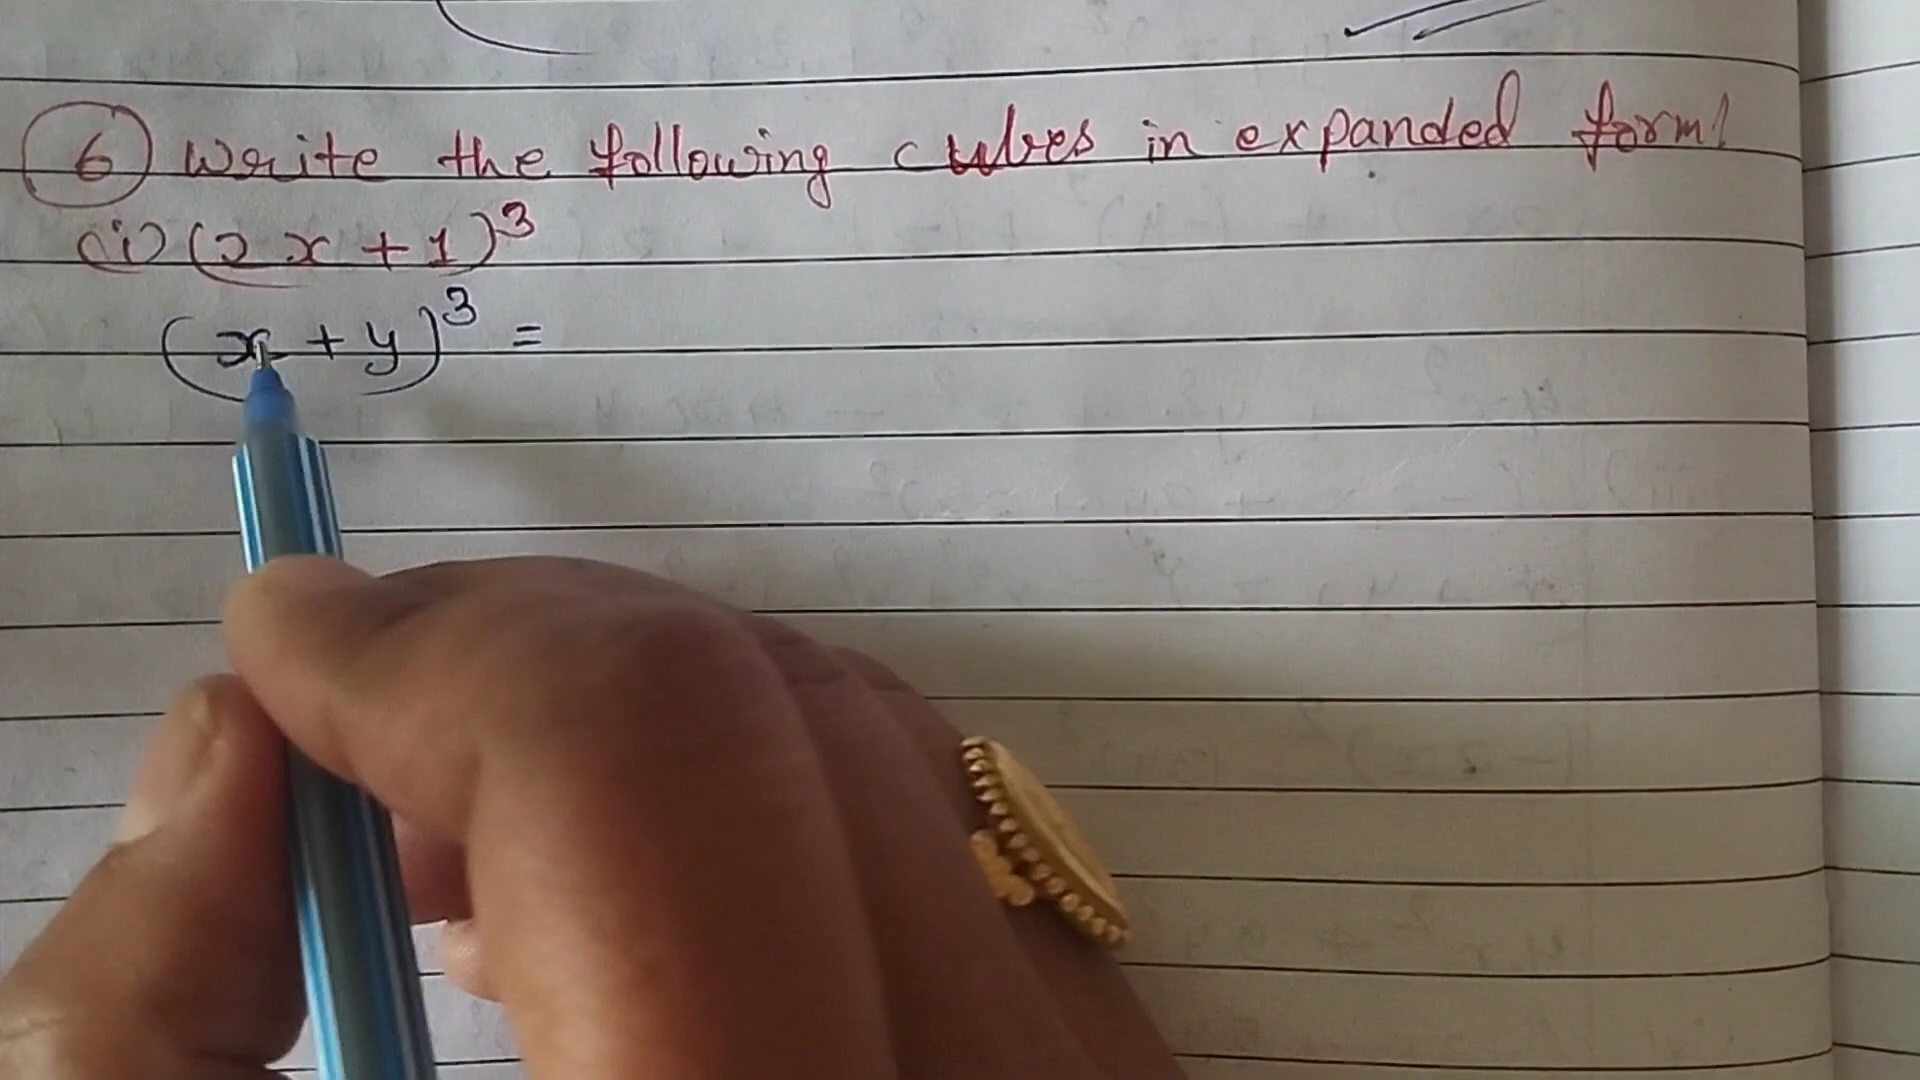 6 Write the following cubes in expanded form:
(i) (2x + 1)³
(x + y)³ =